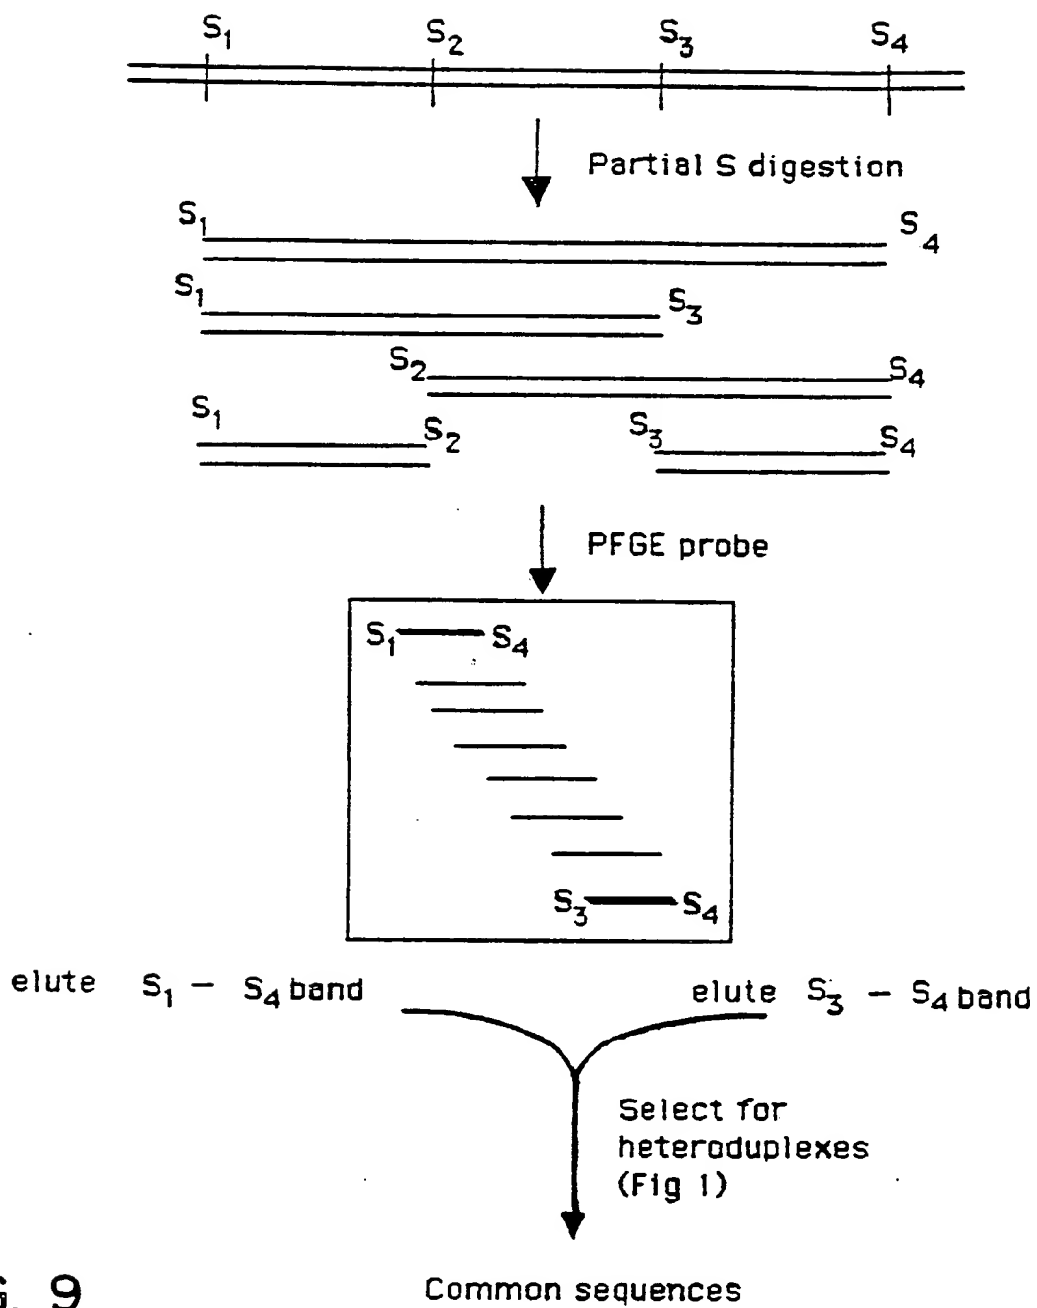 S1 S2 S3 S4
Partial S digestion
S1 S4
S1 S3
S2 S4
S1 S2 S3 S4
PFGE probe
S1 S4
S3 S4
elute S1 – S4 band elute S3 – S4 band
Select for
heteroduplexes
(Fig 1)
Common sequences
9